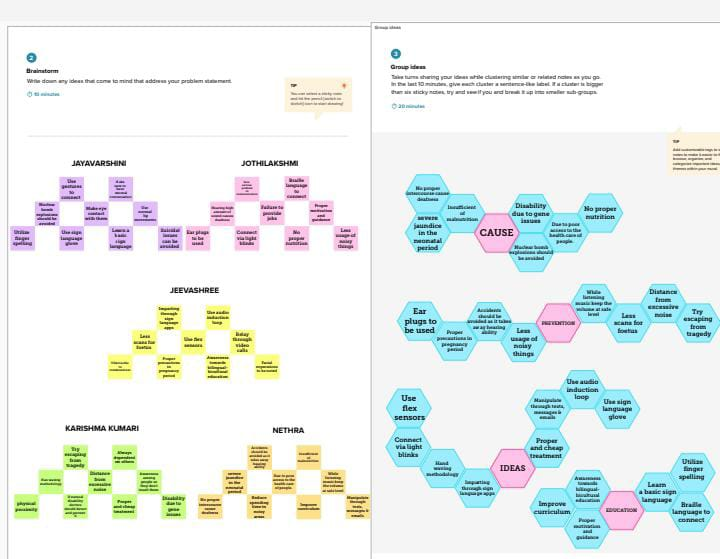 2
Brainstorm
Write down any ideas that come to mind that address your problem statement.
10 minutes
TIP
You can select a sticky note
and hit the pencil [switch to
sketch] icon to start drawing!
JAYAVARSHINI
Use
gestures
to
connect
Nuclear
bomb
explosions
should be
avoided
Make eye
contact
with them
Use
normal
lip
movements
Utilize
finger
spelling
Use sign
language
glove
Learn a
basic
sign
language
Suicidal
issues
can be
avoided
JOTHILAKSHMI
Braille
language
to
connect
Failure to
provide
jobs
Proper
motivation
and
guidance
Ear plugs to
be used
Connect
via light
blinks
No
proper
nutrition
Less
usage of
noisy
things
JEEVASHREE
Imparting
through
sign
language
apps
Use audio
induction
loop
Less
scans for
foetus
Use flex
sensors
Relay
through
video
calls
Proper
precautions
in
pregnancy
period
Awareness
towards
bilingual-
bicultural
education
Facial
expressions
to be noted
KARISHMA KUMARI
Try
escaping
from
tragedy
Always
dependent
on others
Distance
from
excessive
noise
physical
proximity
Proper
and cheap
treatment
Disability
due to
gene
issues
NETHRA
Accidents
should be
avoided as it
takes away
hearing
ability
Insufficient
of
malnutrition
severe
jaundice
in the
neonatal
period
Due to poor
access to the
health care
of people.
While
listening
music keep
the volume
at safe level
No proper
intercourse
cause
deafness
Reduce
spending
time in
noisy
areas
Improve
curriculum
Manipulate
through
texts,
messages &
emails
Group ideas
3
Group ideas
Take turns sharing your ideas while clustering similar or related notes as you go.
In the last 10 minutes, give each cluster a sentence-like label. If a cluster is bigger
than six sticky notes, try and see if you and break it up into smaller sub-groups.
20 minutes
TIP
Add customizable tags to s
notes to make it easier to f
browse, organize, and
categorize important ideas
themes within your mural.
No proper
intercourse cause
deafness
severe
jaundice
in the
neonatal
period
Insufficient
of
malnutrition
CAUSE
Disability
due to gene
issues
Nuclear bomb
explosions should
be avoided
Due to poor
access to the
health care of
people.
No proper
nutrition
Ear
plugs to
be used
Proper
precautions in
pregnancy
period
Accidents
should be
avoided as it takes
away hearing
ability
Less
usage of
noisy
things
PREVENTION
While
listening
music keep the
volume at safe
level
Less
scans for
foetus
Distance
from
excessive
noise
Try
escaping
from
tragedy
Use
flex
sensors
Connect
via light
blinks
Hand
waving
methodology
Imparting
through sign
language apps
IDEAS
Proper
and cheap
treatment
Manipulate
through texts,
messages &
emails
Use audio
induction
loop
Use sign
language
glove
Improve
curriculum
Awareness
towards
bilingual-
bicultural
education
Proper
motivation
and
guidance
EDUCATION
Learn
a basic sign
language
Utilize
finger
spelling
Braille
language to
connect